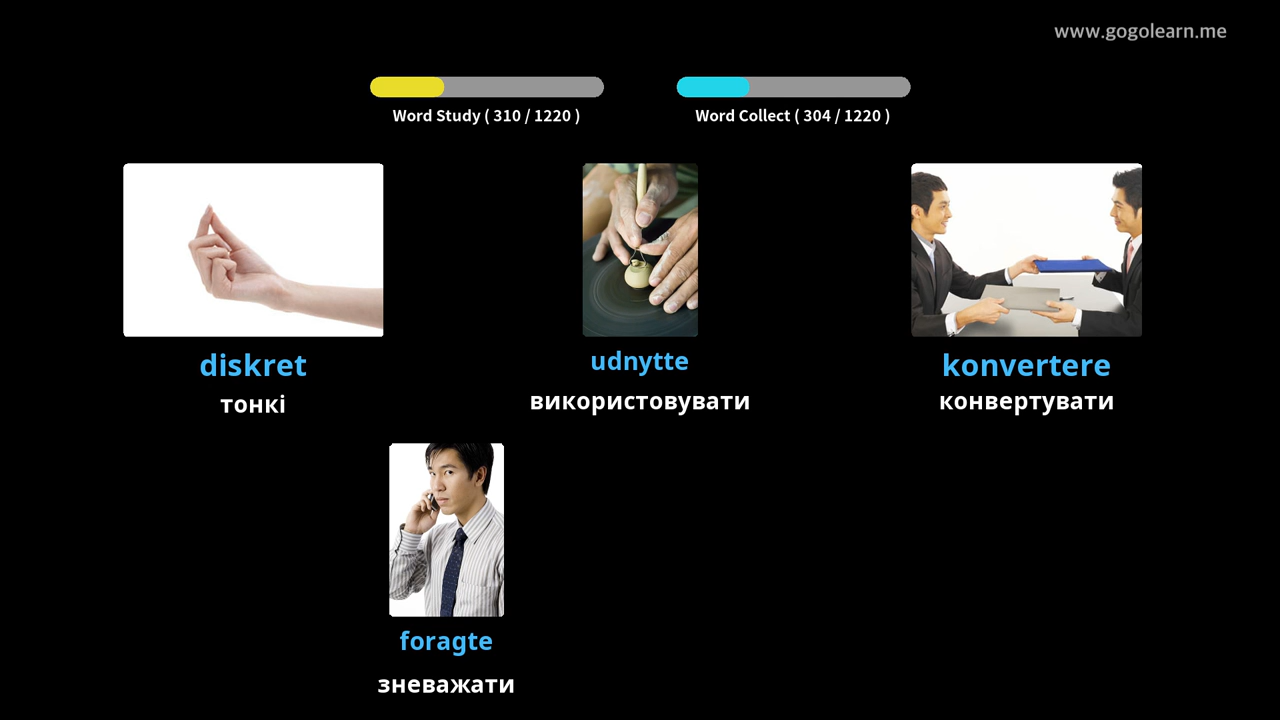 www.gogolearn.me
Word Study ( 310 / 1220 )
Word Collect ( 304 / 1220 )
diskret
тонкі
udnytte
використовувати
konvertere
конвертувати
foragte
зневажати